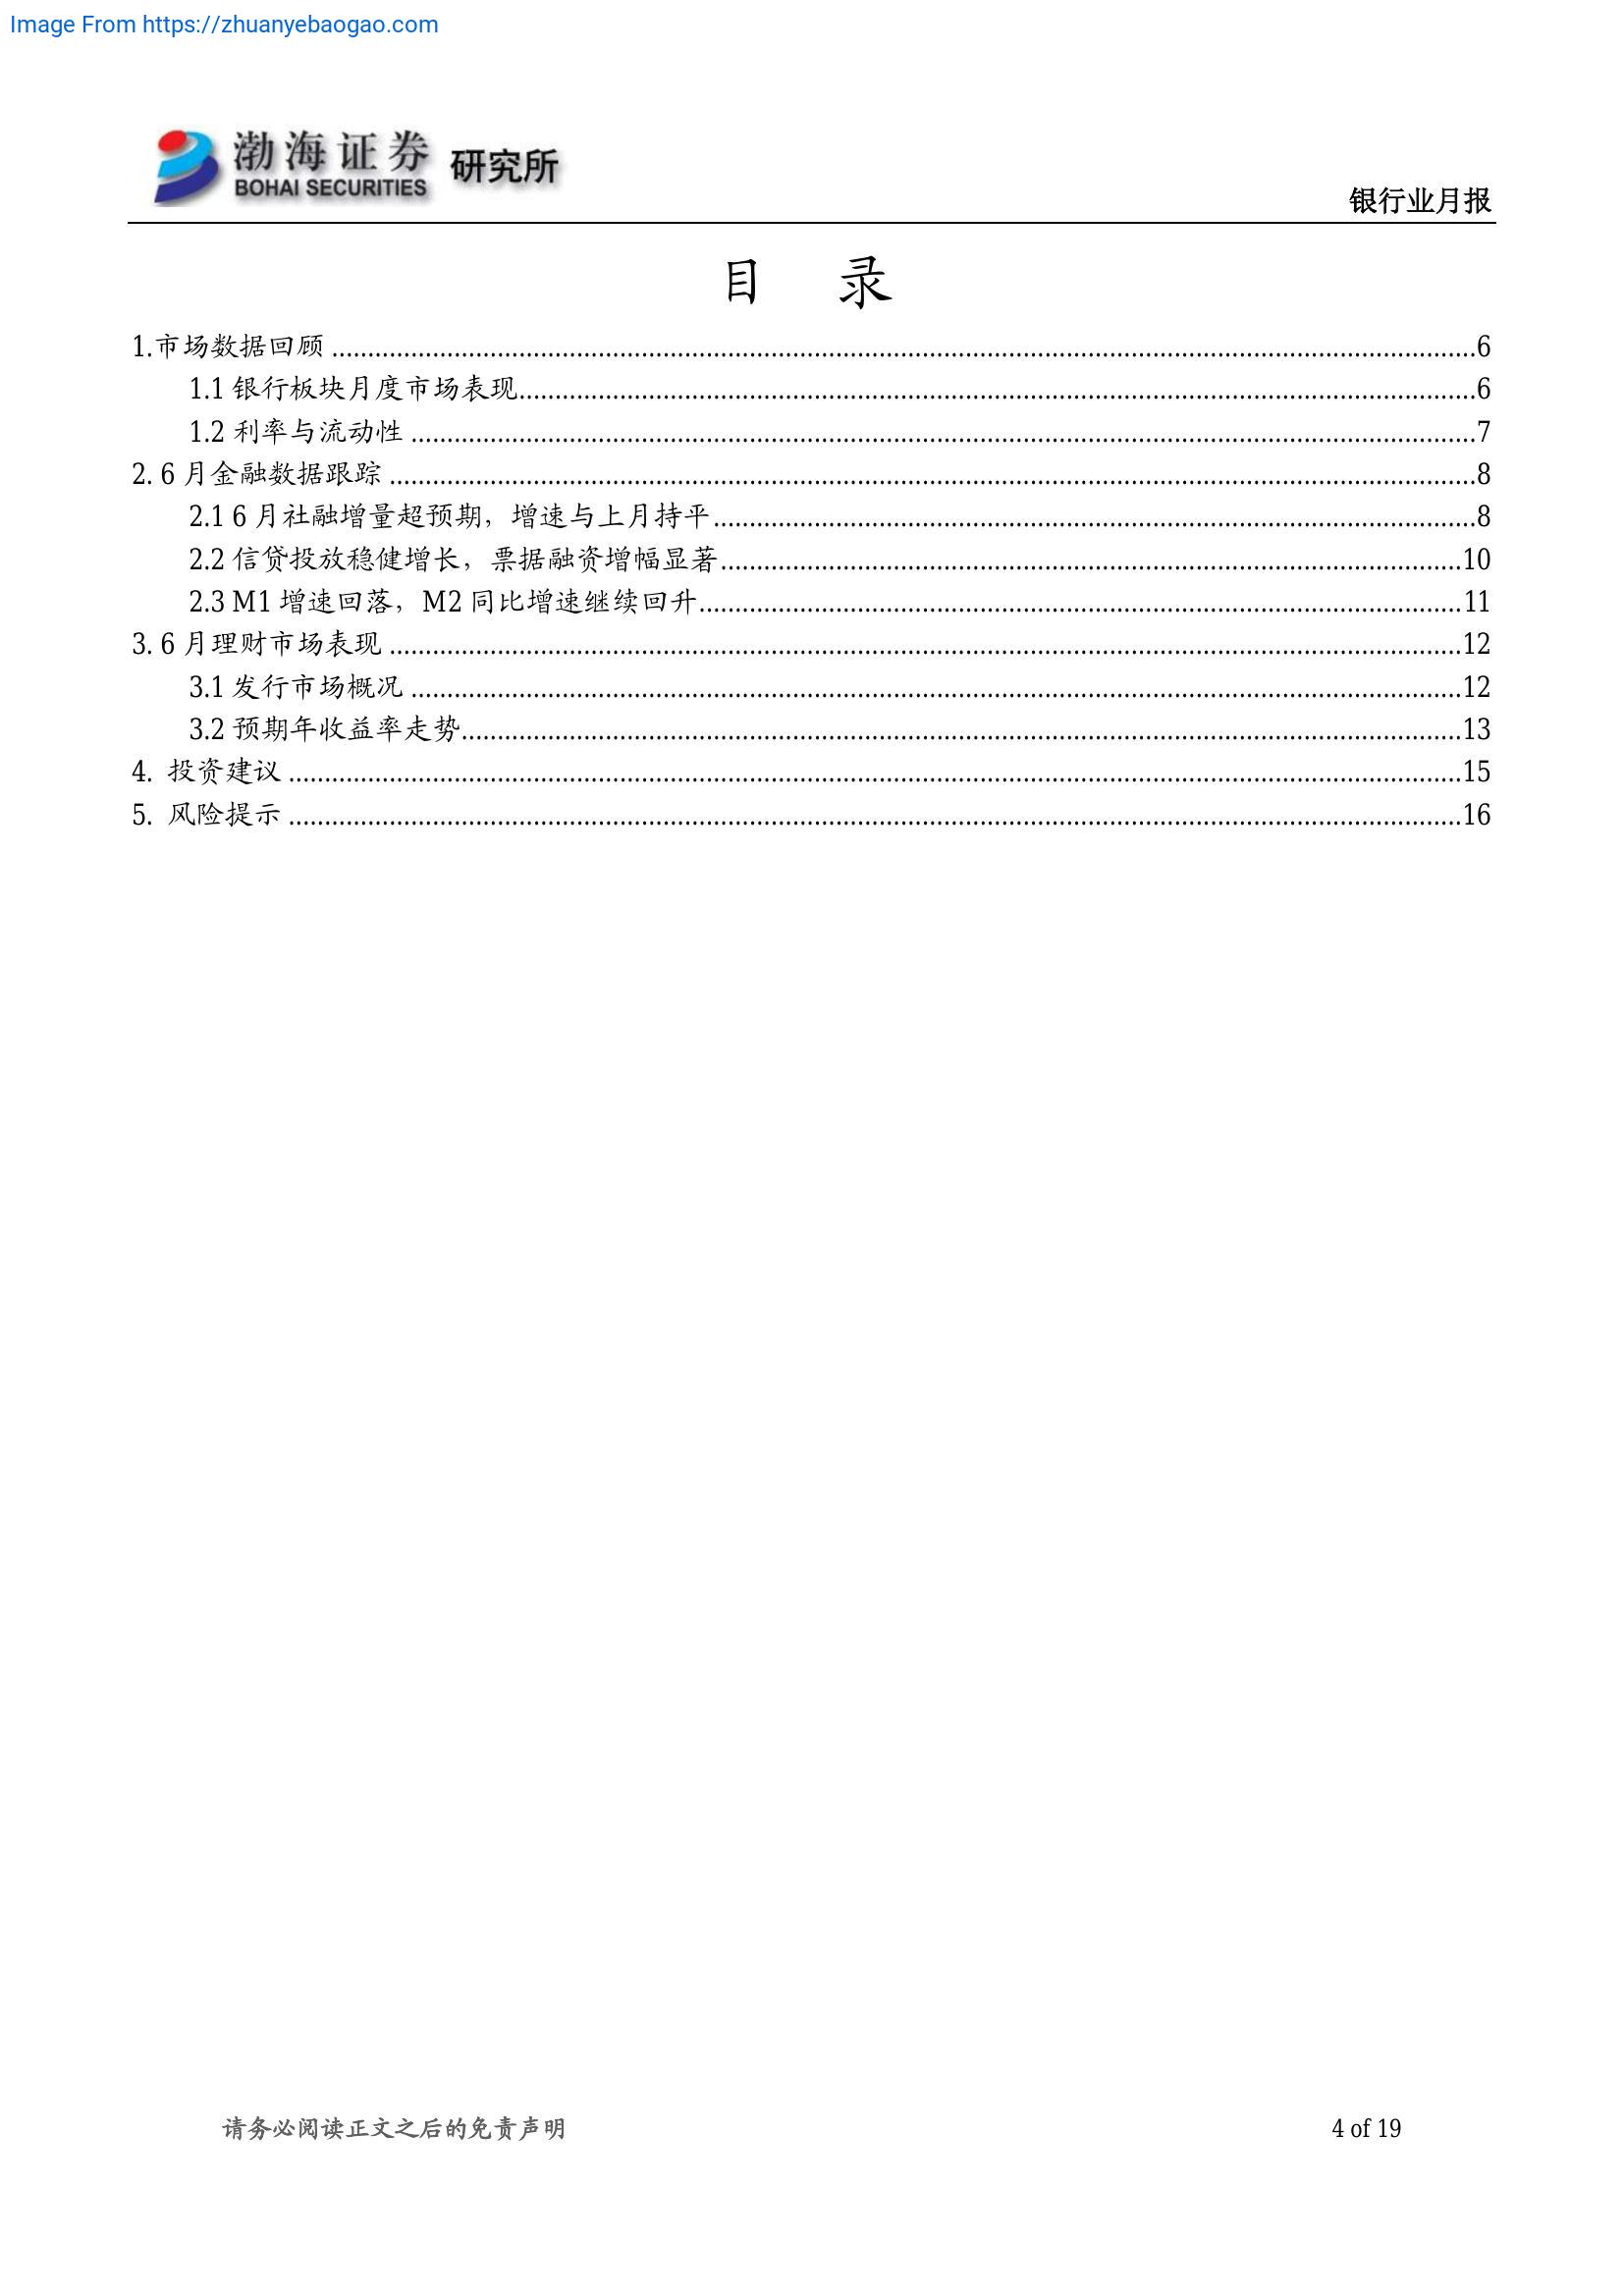 Image From https://zhuanyebaogao.com
渤海证券 研究所
BOHAI SECURITIES
银行业月报
目 录
1.市场数据回顾 ........ 6
1.1 银行板块月度市场表现 ........ 6
1.2 利率与流动性 ........ 7
2. 6 月金融数据跟踪 ........ 8
2.1 6 月社融增量超预期，增速与上月持平 ........ 8
2.2 信贷投放稳健增长，票据融资增幅显著 ........ 10
2.3 M1 增速回落，M2 同比增速继续回升 ........ 11
3. 6 月理财市场表现 ........ 12
3.1 发行市场概况 ........ 12
3.2 预期年收益率走势 ........ 13
4. 投资建议 ........ 15
5. 风险提示 ........ 16
请务必阅读正文之后的免责声明
4 of 19